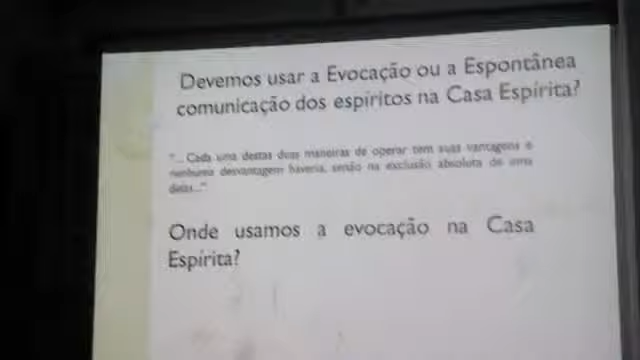 Devemos usar a Evocação ou a Espontânea
comunicação dos espíritos na Casa Espírita?
"... Cada uma destas duas maneiras de operar tem suas vantagens e
nenhuma desvantagem haveria, senão na exclusão absoluta de uma
delas..."
Onde usamos a evocação na Casa
Espírita?